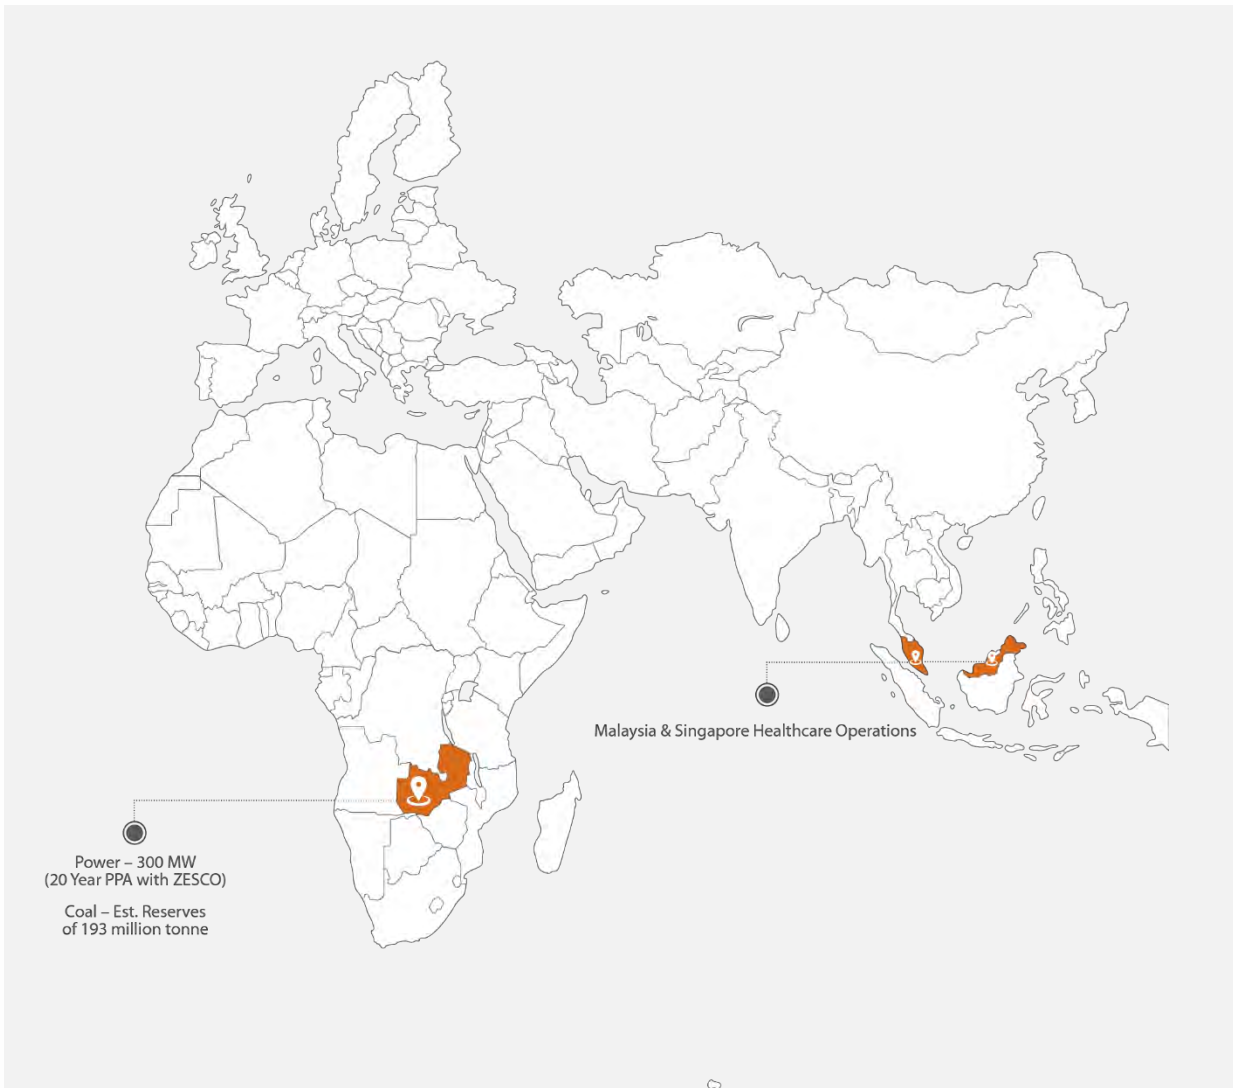 Malaysia & Singapore Healthcare Operations
Power – 300 MW
(20 Year PPA with ZESCO)
Coal – Est. Reserves
of 193 million tonne